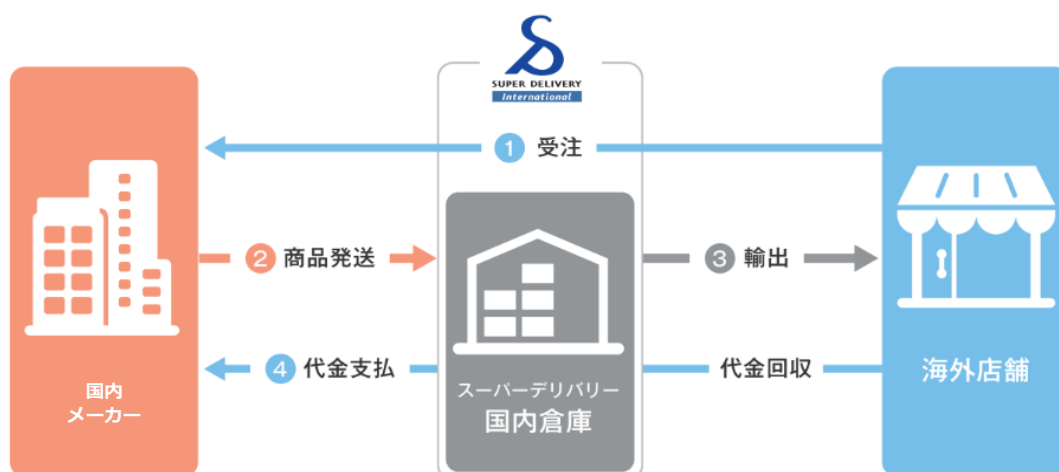 SUPER DELIVERY
International
1 受注
2 商品発送
3 輸出
4 代金支払
代金回収
国内
メーカー
スーパーデリバリー
国内倉庫
海外店舗